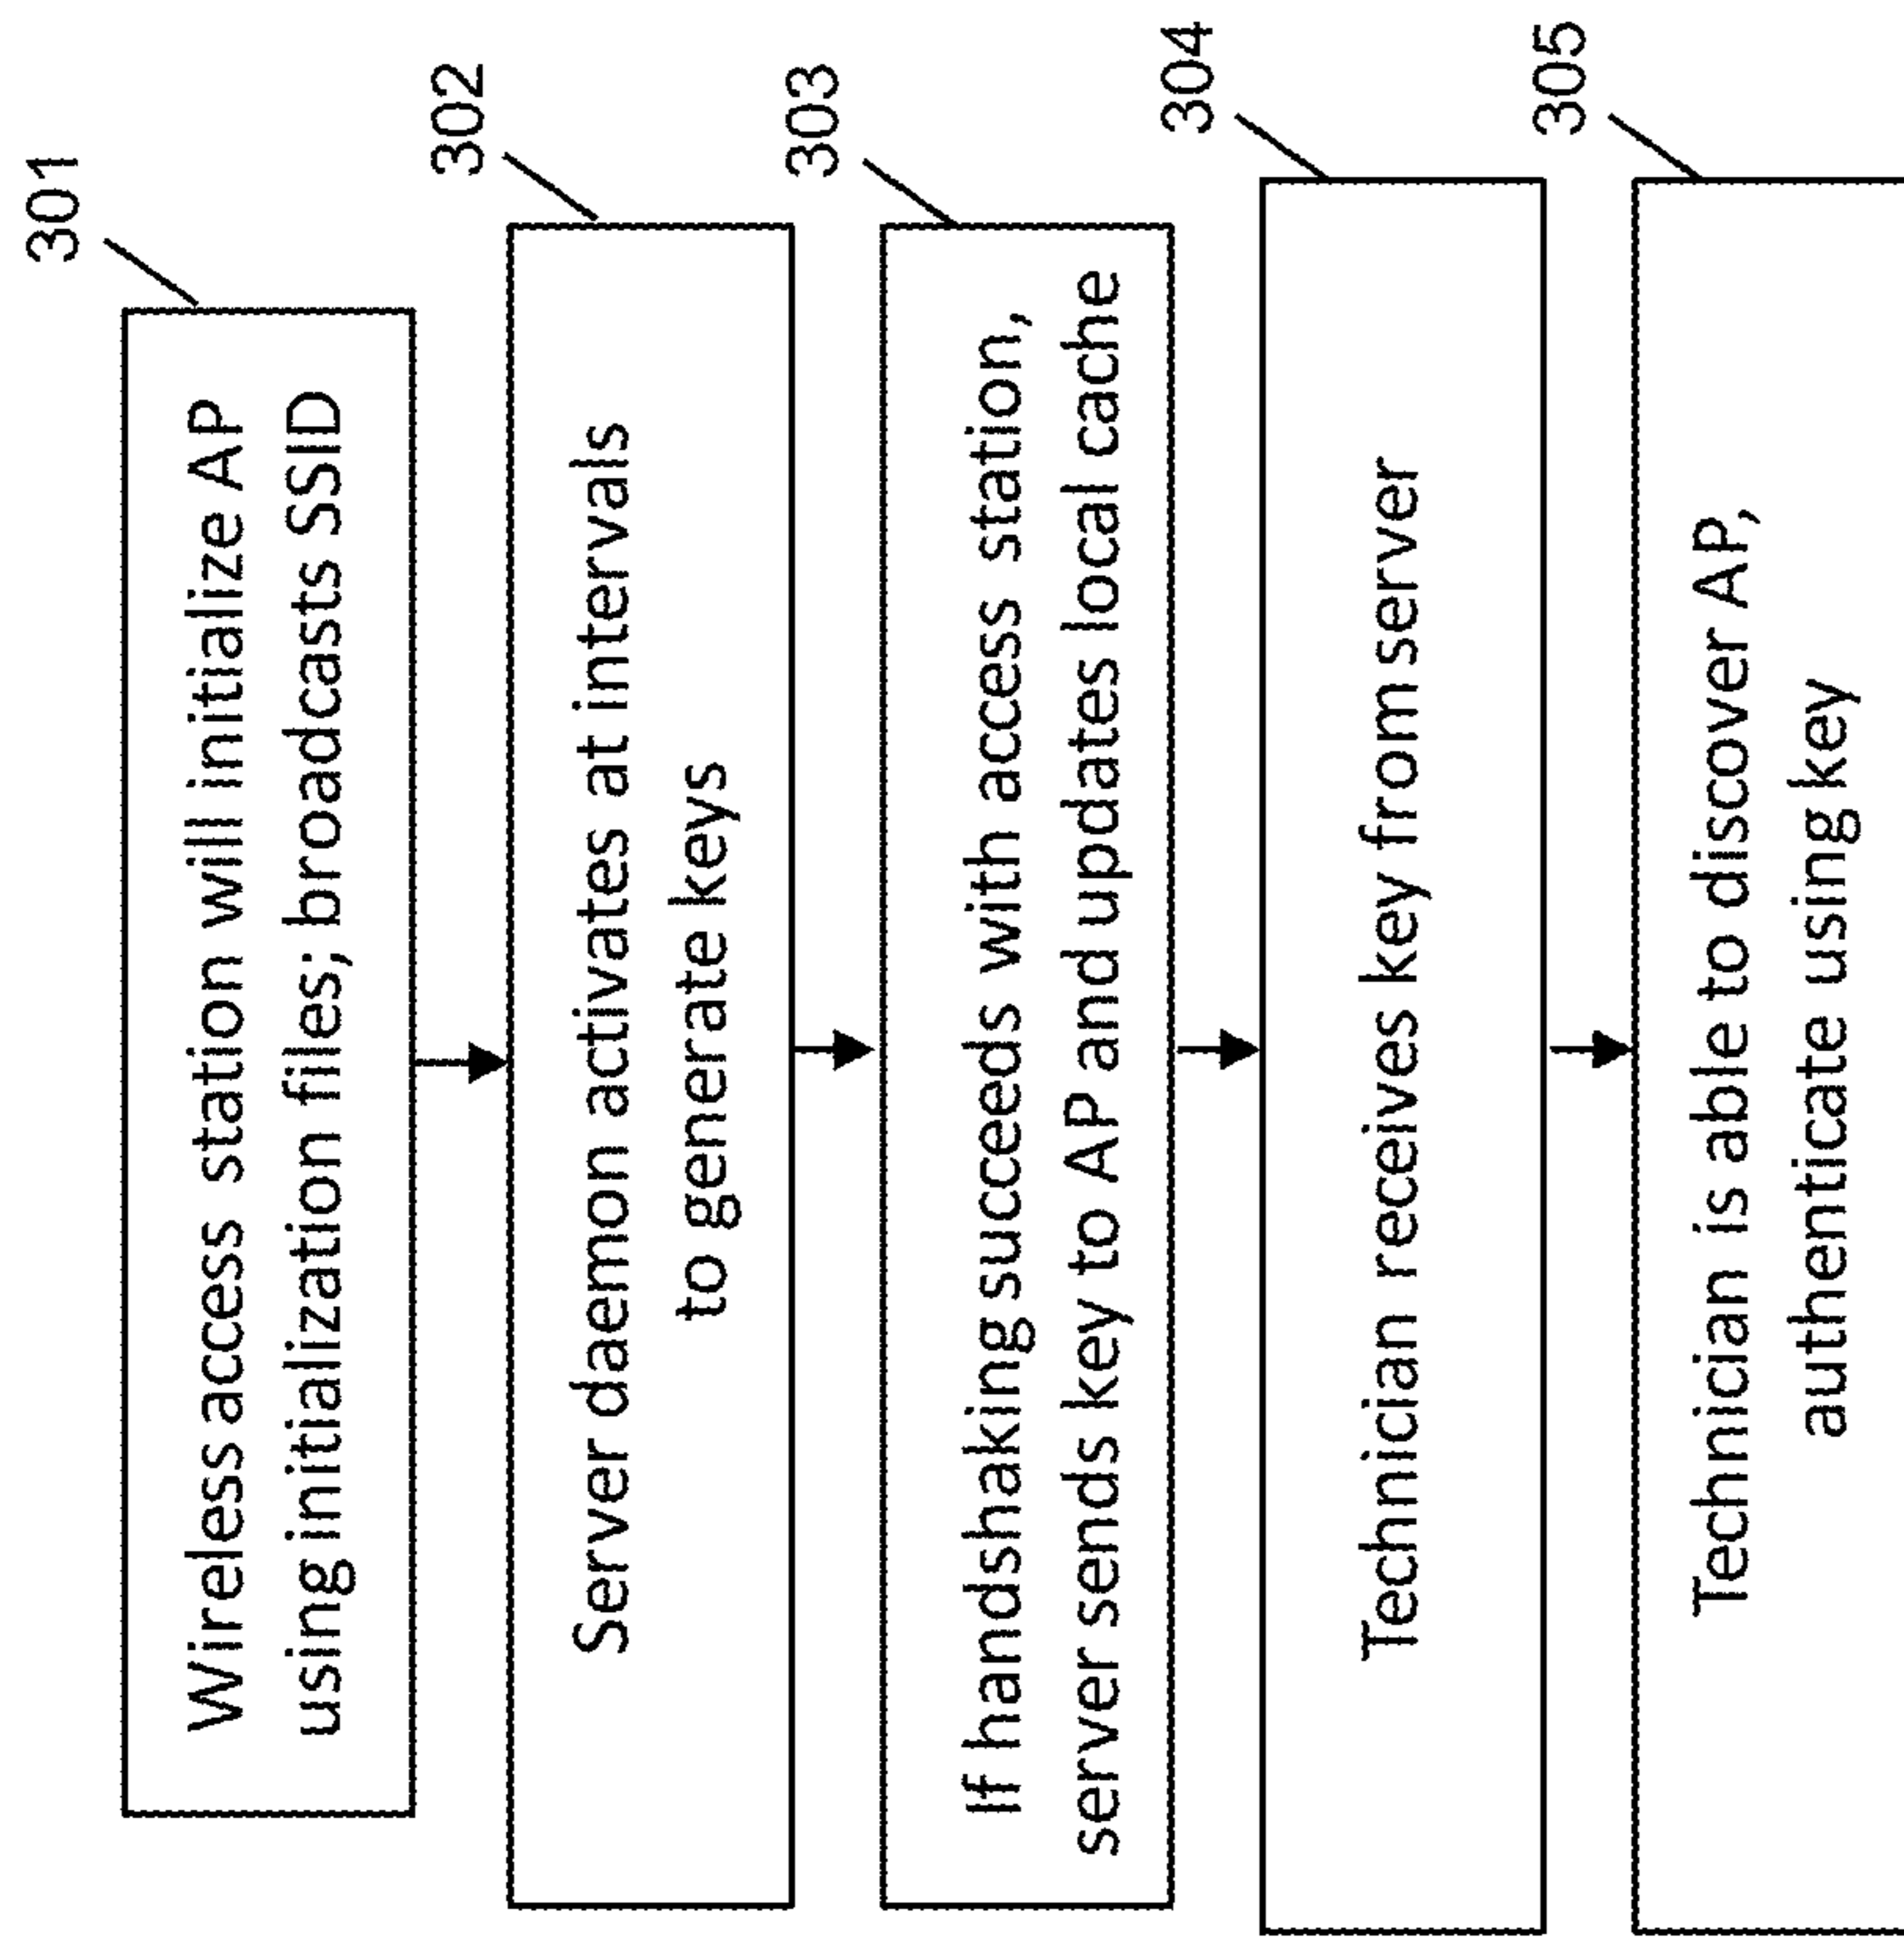 301
Wireless access station will initialize AP
using initialization files; broadcasts SSID
302
Server daemon activates at intervals
to generate keys
303
If handshaking succeeds with access station,
server sends key to AP and updates local cache
304
Technician receives key from server
305
Technician is able to discover AP,
authenticate using key